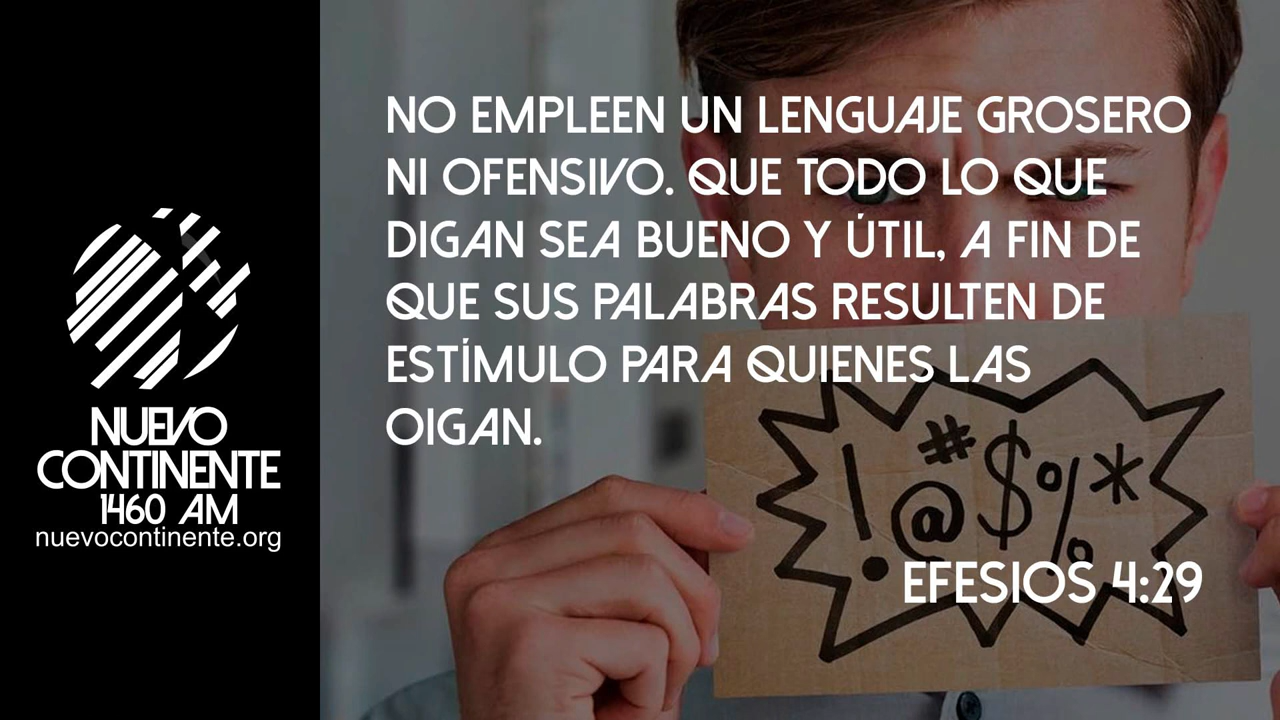 NO EMPLEEN UN LENGUAJE GROSERO
NI OFENSIVO. QUE TODO LO QUE
DIGAN SEA BUENO Y ÚTIL, A FIN DE
QUE SUS PALABRAS RESULTEN DE
ESTÍMULO PARA QUIENES LAS
OIGAN.
!@#$%*
EFESIOS 4:29
NUEVO
CONTINENTE
1460 AM
nuevocontinente.org